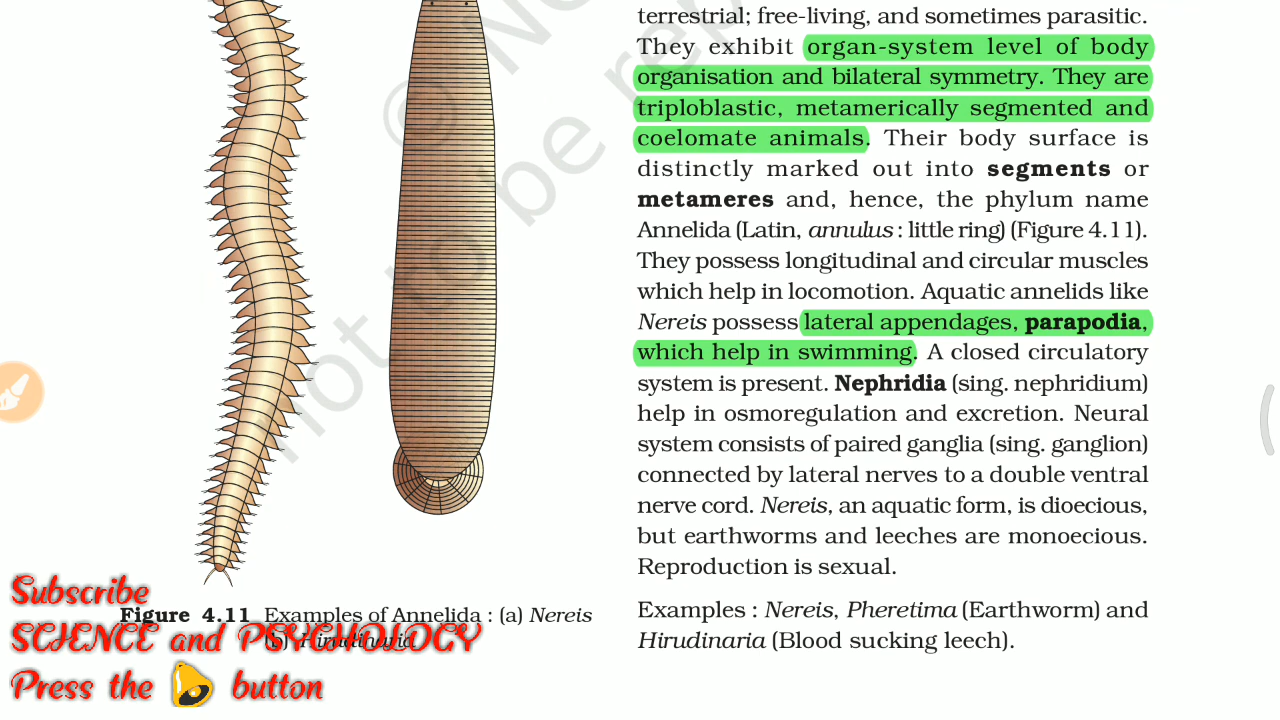 terrestrial; free-living, and sometimes parasitic.
They exhibit organ-system level of body
organisation and bilateral symmetry. They are
triploblastic, metamerically segmented and
coelomate animals. Their body surface is
distinctly marked out into segments or
metameres and, hence, the phylum name
Annelida (Latin, annulus : little ring) (Figure 4.11).
They possess longitudinal and circular muscles
which help in locomotion. Aquatic annelids like
Nereis possess lateral appendages, parapodia,
which help in swimming. A closed circulatory
system is present. Nephridia (sing. nephridium)
help in osmoregulation and excretion. Neural
system consists of paired ganglia (sing. ganglion)
connected by lateral nerves to a double ventral
nerve cord. Nereis, an aquatic form, is dioecious,
but earthworms and leeches are monoecious.
Reproduction is sexual.
Examples : Nereis, Pheretima (Earthworm) and
Hirudinaria (Blood sucking leech).
Figure 4.11 Examples of Annelida : (a) Nereis
(b) Hirudinaria
Subscribe
SCIENCE and PSYCHOLOGY
Press the button
not to be rep
© N